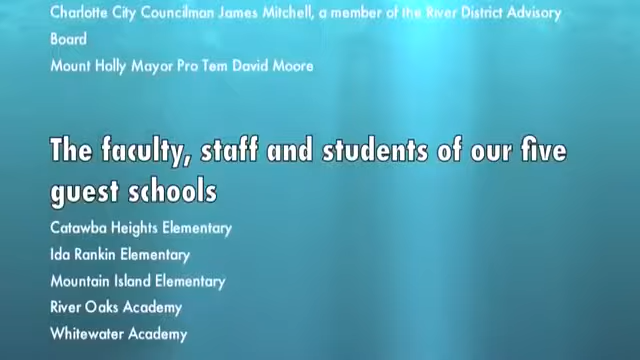 Charlotte City Councilman James Mitchell, a member of the River District Advisory
Board
Mount Holly Mayor Pro Tem David Moore
The faculty, staff and students of our five
guest schools
Catawba Heights Elementary
Ida Rankin Elementary
Mountain Island Elementary
River Oaks Academy
Whitewater Academy